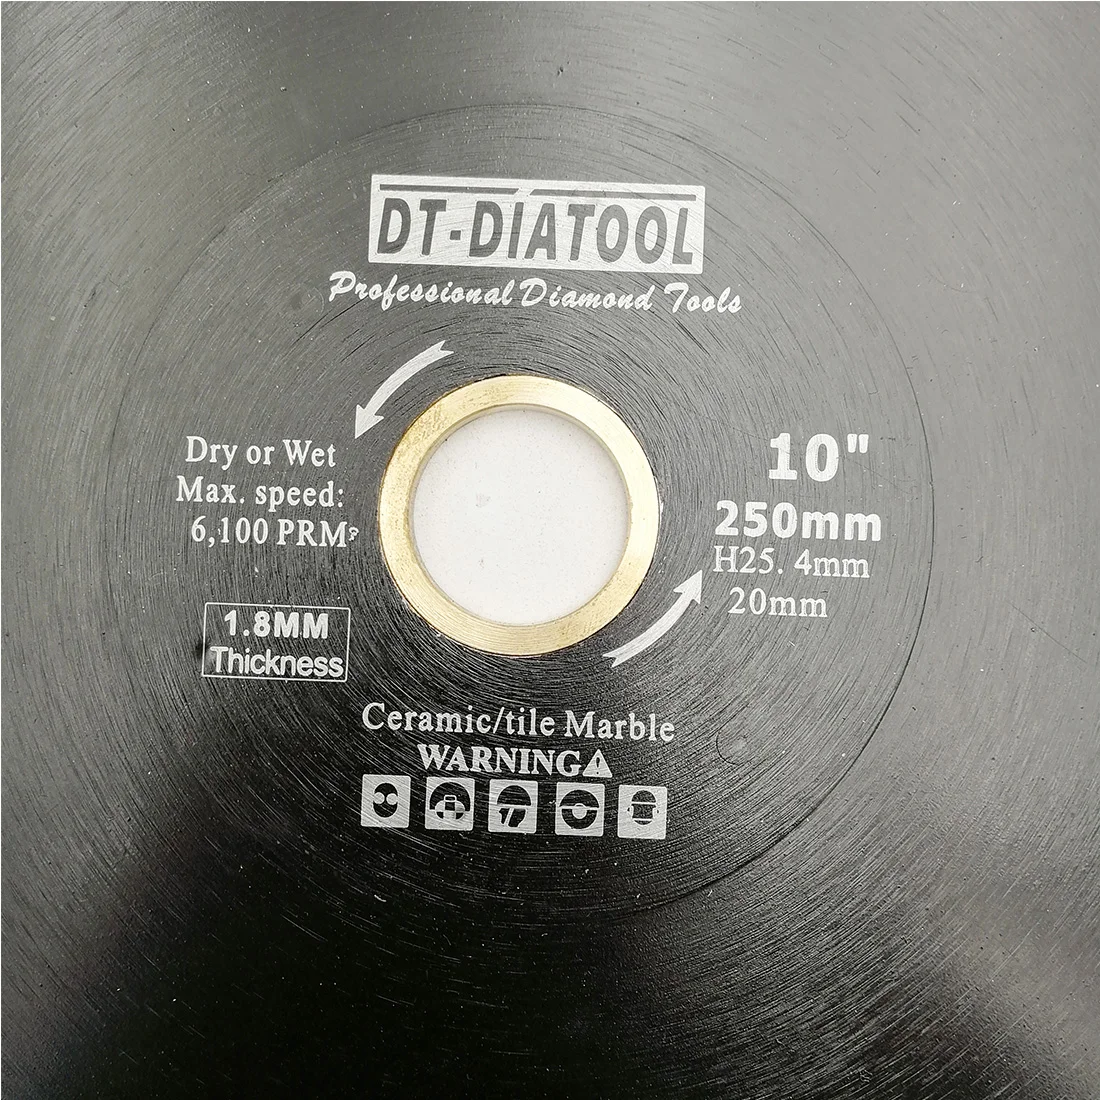 DT-DIATOOL
Professional Diamond Tools
Dry or Wet
Max. speed:
6,100 PRM
1.8MM
Thickness
10"
250mm
H25. 4mm
20mm
Ceramic/tile Marble
WARNING